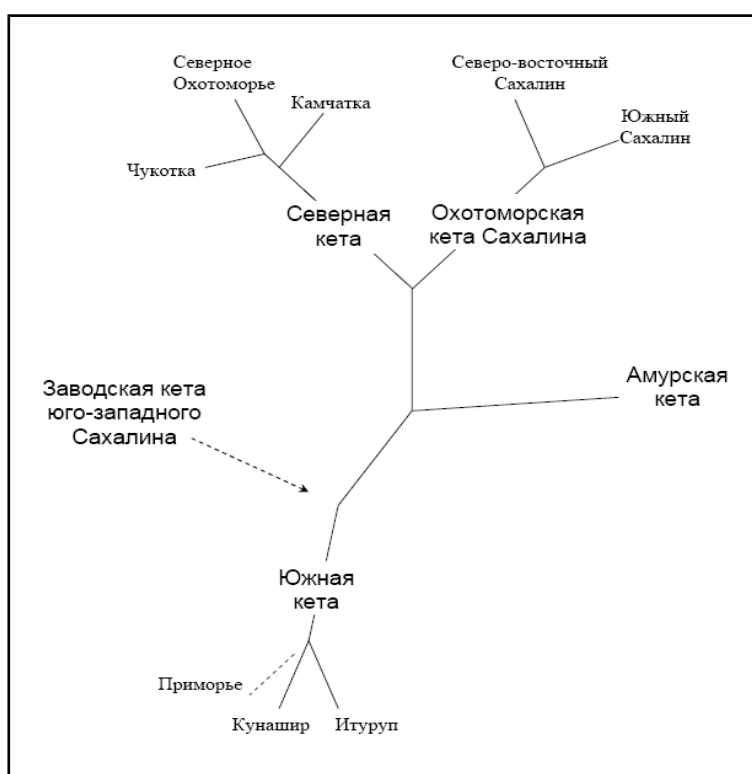 Северное
Охотоморье
Камчатка
Чукотка
Северная
кета
Северо-восточный
Сахалин
Южный
Сахалин
Охотоморская
кета Сахалина
Амурская
кета
Заводская кета
юго-западного
Сахалина
Южная
кета
Приморье
Кунашир
Итуруп